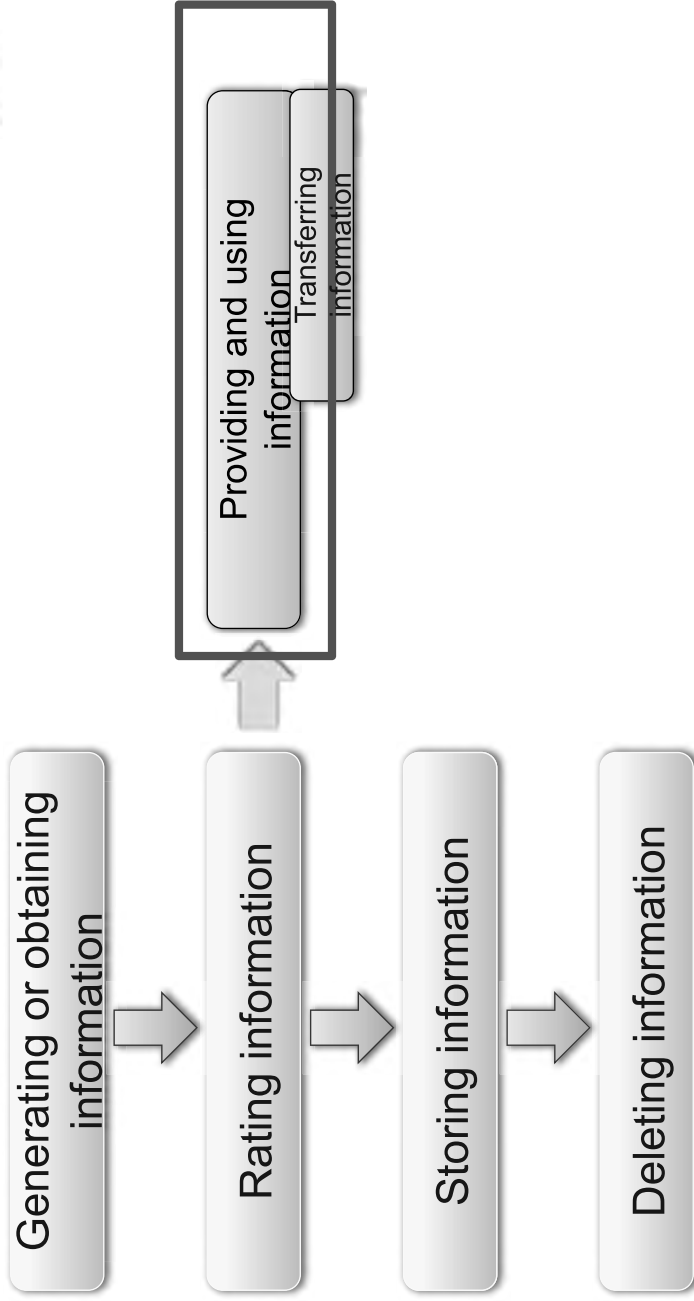 Generating or obtaining
information
Rating information
Providing and using
information
Transferring
information
Storing information
Deleting information